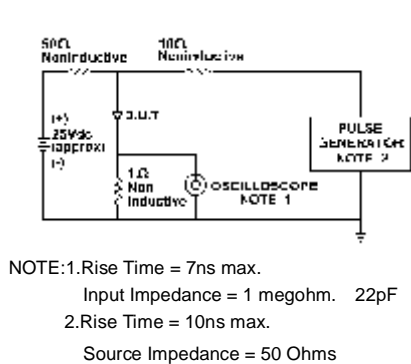 50Ω 10Ω
Noninductive Noninductive
(+)
25Vdc
(approx)
(-)
D.U.T
1Ω
Non
Inductive
OSCILLOSCOPE
NOTE 1
PULSE
GENERATOR
NOTE 2
NOTE:1.Rise Time = 7ns max.
Input Impedance = 1 megohm. 22pF
2.Rise Time = 10ns max.
Source Impedance = 50 Ohms